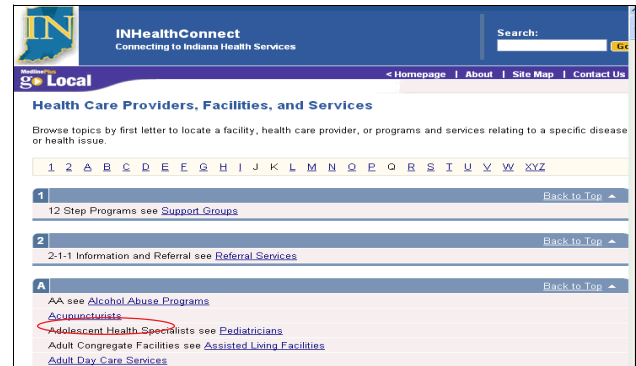 IN
INHealthConnect
Connecting to Indiana Health Services
Search:
Go
MedlinePlus
go Local
< Homepage | About | Site Map | Contact Us
Health Care Providers, Facilities, and Services
Browse topics by first letter to locate a facility, health care provider, or programs and services relating to a specific disease
or health issue.
1 2 A B C D E F G H I J K L M N O P Q R S T U V W XYZ
1 Back to Top
12 Step Programs see Support Groups
2 Back to Top
2-1-1 Information and Referral see Referral Services
A Back to Top
AA see Alcohol Abuse Programs
Acupuncturists
Adolescent Health Specialists see Pediatricians
Adult Congregate Facilities see Assisted Living Facilities
Adult Day Care Services